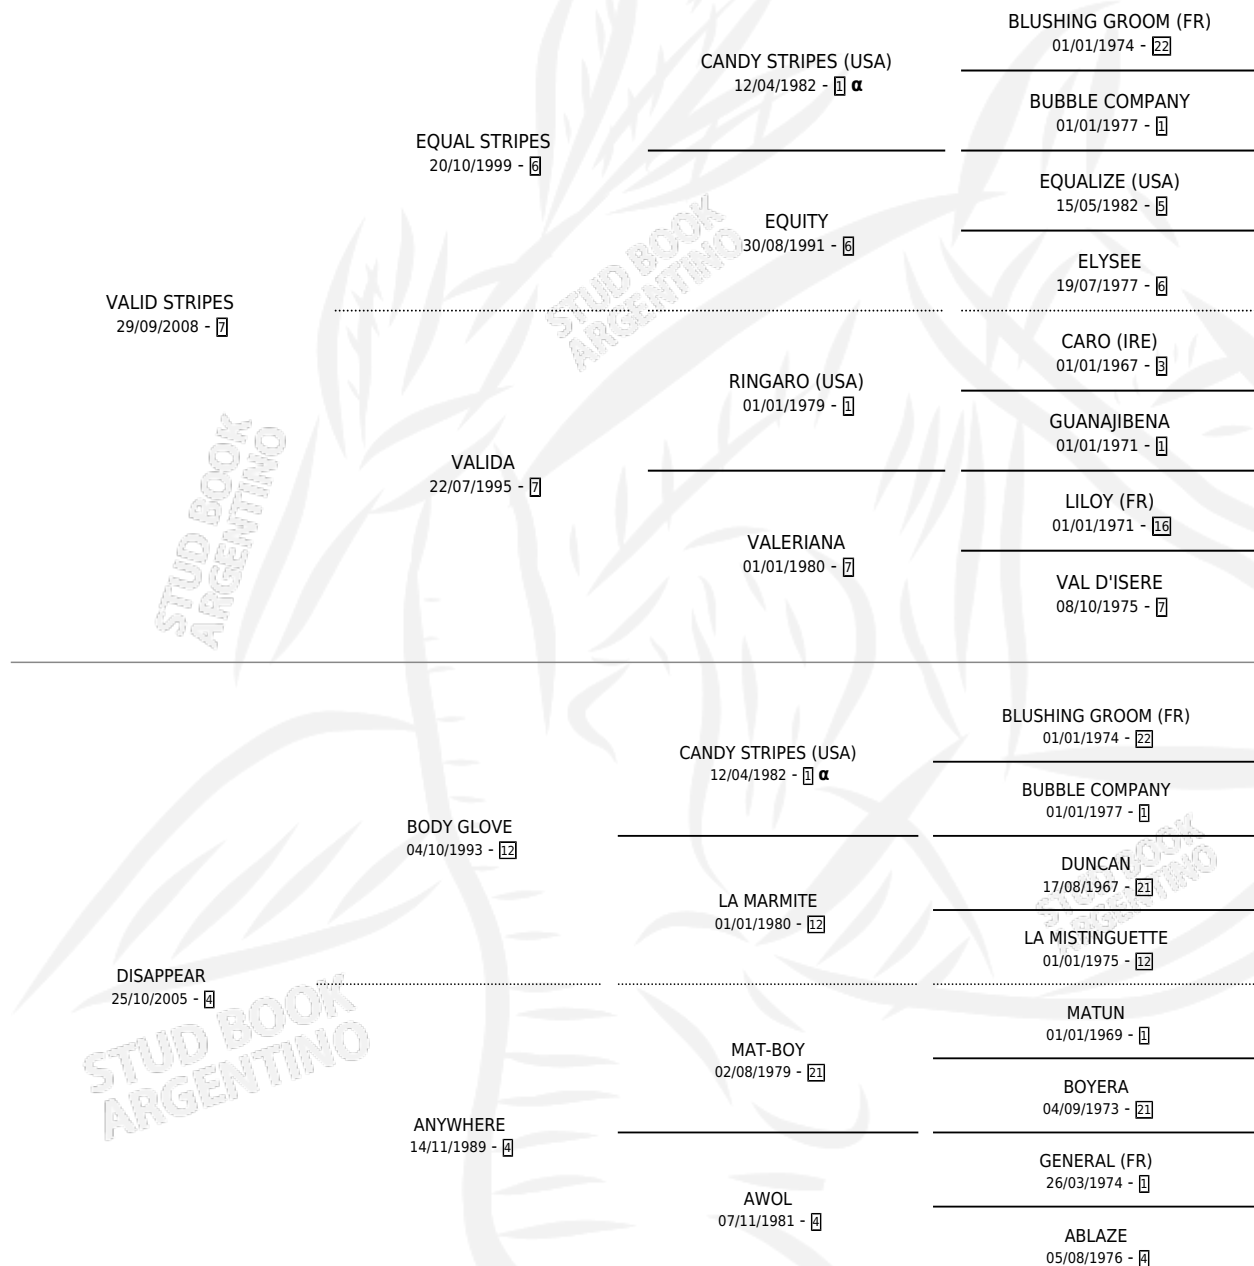 BLUSHING GROOM (FR)
01/01/1974 - 22
CANDY STRIPES (USA)
12/04/1982 - 1 α
BUBBLE COMPANY
01/01/1977 - 1
EQUAL STRIPES
20/10/1999 - 6
EQUALIZE (USA)
15/05/1982 - 5
EQUITY
30/08/1991 - 6
ELYSEE
19/07/1977 - 6
VALID STRIPES
29/09/2008 - 7
CARO (IRE)
01/01/1967 - 3
RINGARO (USA)
01/01/1979 - 1
GUANAJIBENA
01/01/1971 - 1
VALIDA
22/07/1995 - 7
LILOY (FR)
01/01/1971 - 16
VALERIANA
01/01/1980 - 7
VAL D'ISERE
08/10/1975 - 7
STUD BOOK
ARGENTINO
STUD BOOK
ARGENTINO
BLUSHING GROOM (FR)
01/01/1974 - 22
CANDY STRIPES (USA)
12/04/1982 - 1 α
BUBBLE COMPANY
01/01/1977 - 1
BODY GLOVE
04/10/1993 - 12
DUNCAN
17/08/1967 - 21
LA MARMITE
01/01/1980 - 12
LA MISTINGUETTE
01/01/1975 - 12
DISAPPEAR
25/10/2005 - 4
MATUN
01/01/1969 - 1
MAT-BOY
02/08/1979 - 21
BOYERA
04/09/1973 - 21
ANYWHERE
14/11/1989 - 4
GENERAL (FR)
26/03/1974 - 1
AWOL
07/11/1981 - 4
ABLAZE
05/08/1976 - 4
STUD BOOK
ARGENTINO
STUD BOOK
ARGENTINO